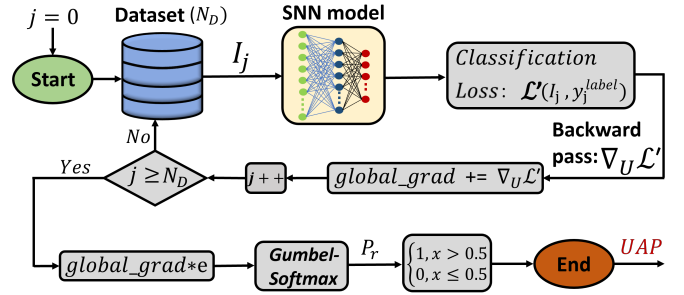 j = 0
Start
Dataset (N_D)
I_j
SNN model
Classification
Loss: 𝓛′(I_j , y_j^label)
Backward
pass: ∇_U ℒ′
global_grad += ∇_U ℒ′
j++
j ≥ N_D
No
Yes
global_grad*e
Gumbel-
Softmax
P_r
{1, x > 0.5
0, x ≤ 0.5
End
UAP